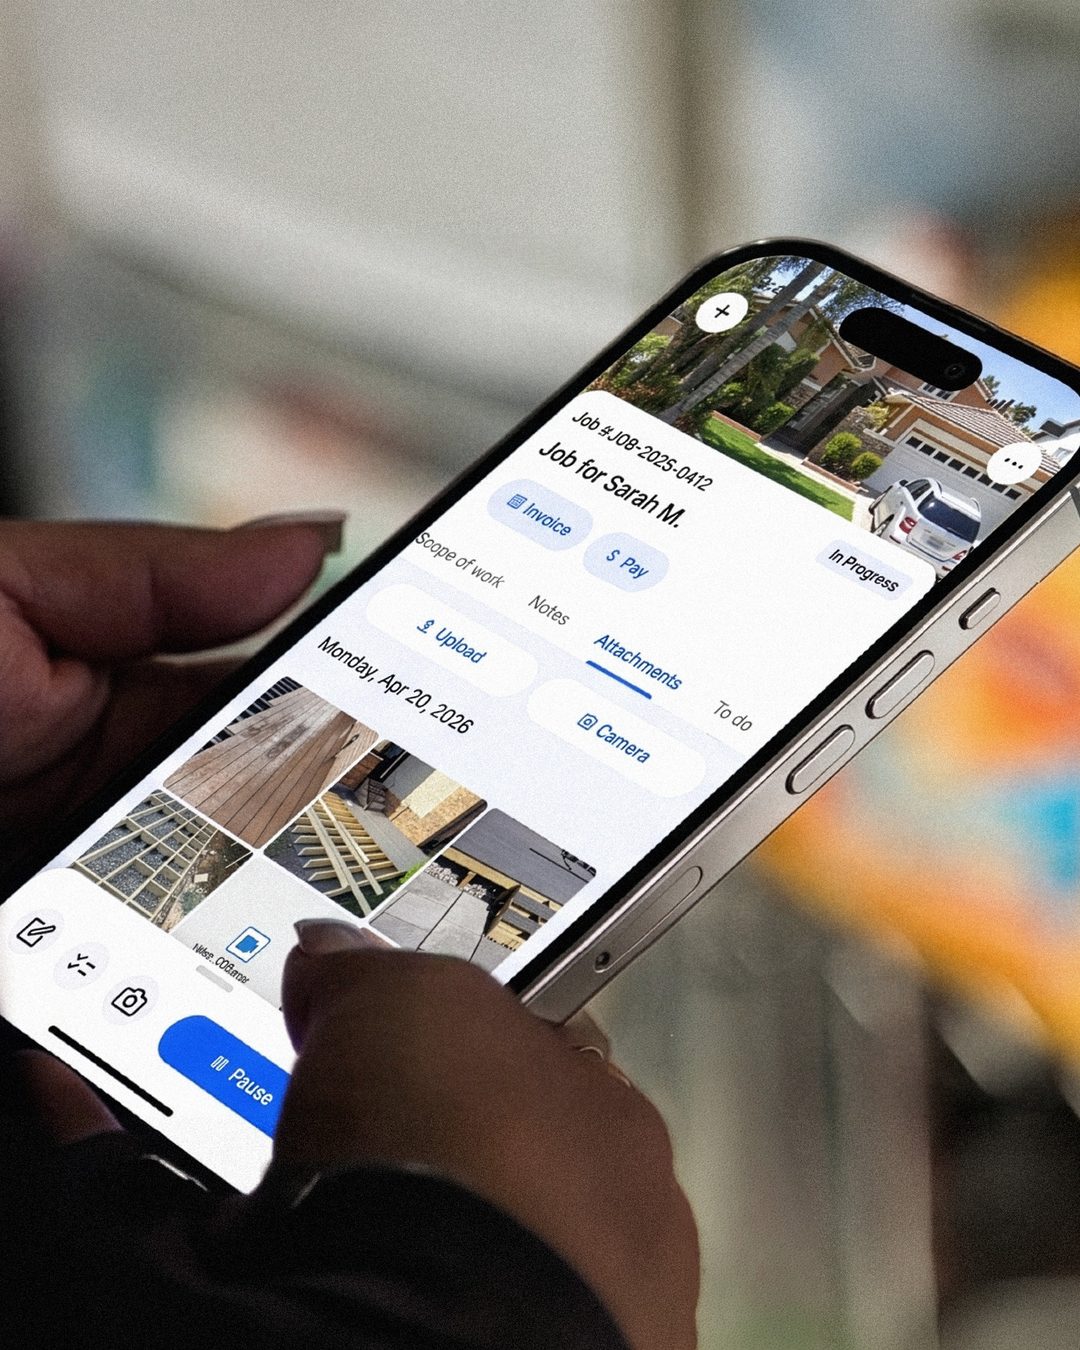 Job #JOB-2025-0412
Job for Sarah M.
Invoice
$ Pay
In Progress
Scope of work
Notes
Attachments
To do
Upload
Camera
Monday, Apr 20, 2026
Pause